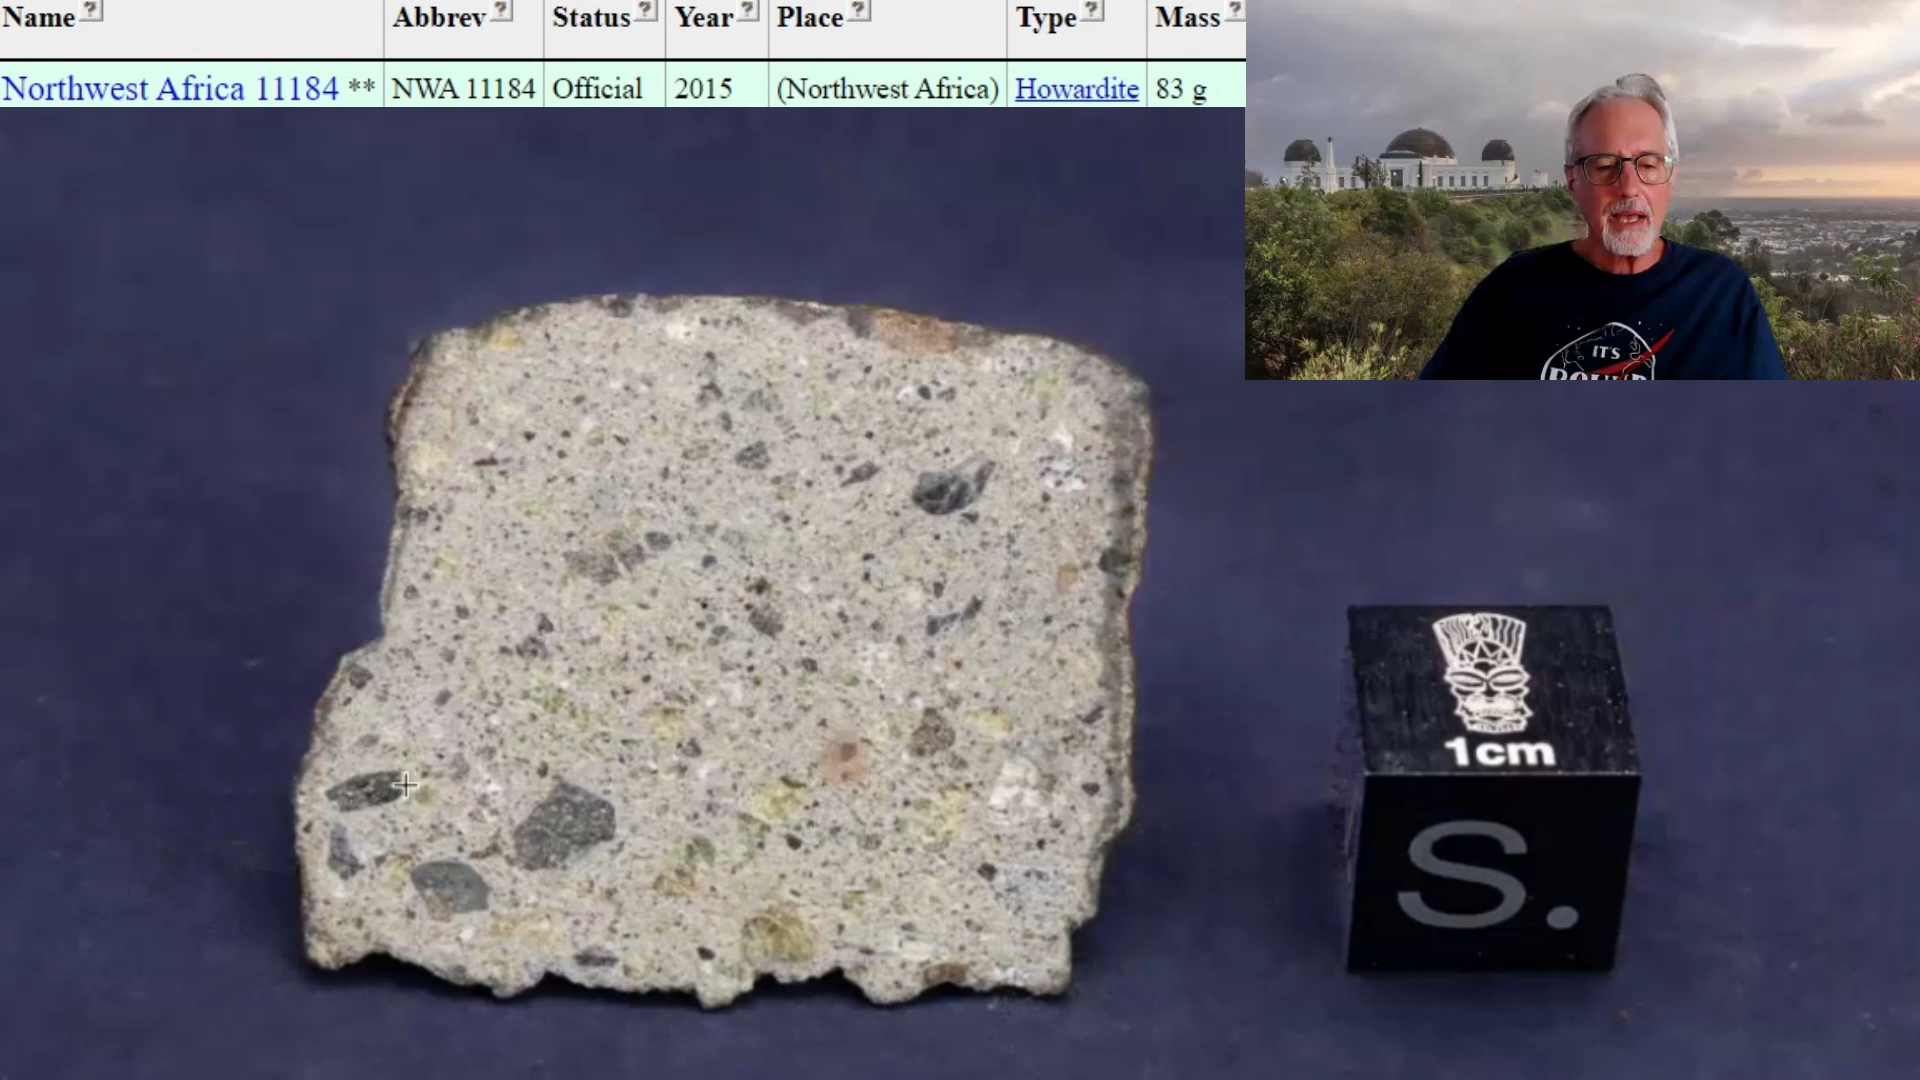 Name ? Abbrev ? Status ? Year ? Place ? Type ? Mass ?
Northwest Africa 11184 ** NWA 11184 Official 2015 (Northwest Africa) Howardite 83 g
IT'S
1cm
S.